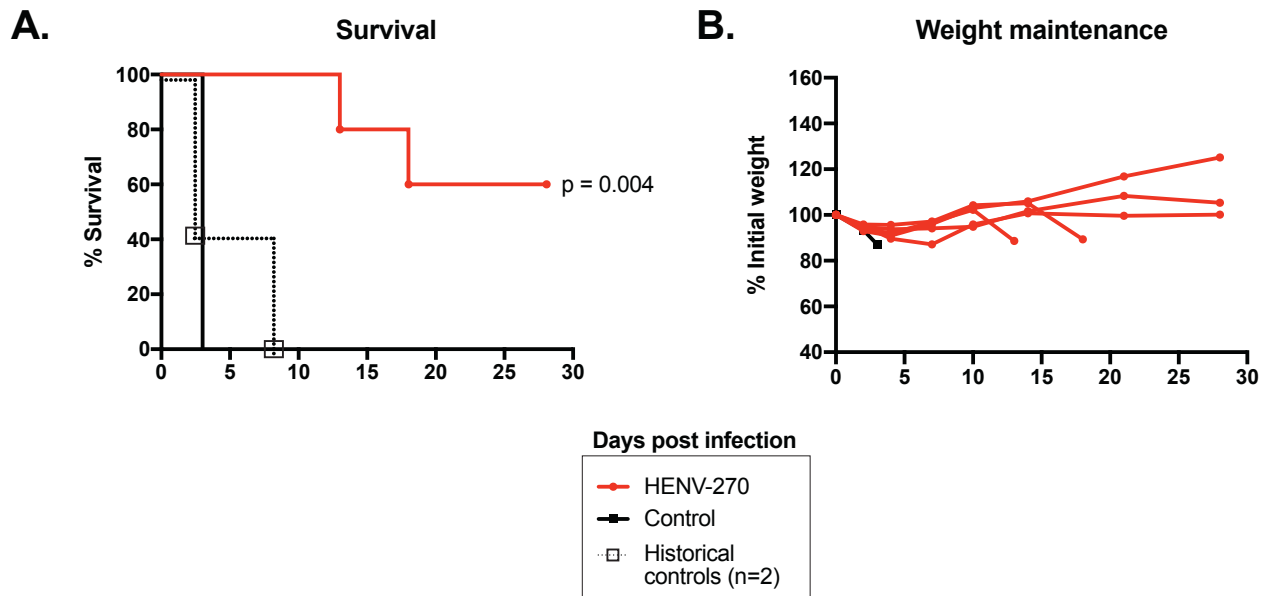 A.
Survival
% Survival
100
80
60
40
20
0
0 5 10 15 20 25 30
p = 0.004
B.
Weight maintenance
% Initial weight
160
140
120
100
80
60
40
0 5 10 15 20 25 30
Days post infection
HENV-270
Control
Historical
controls (n=2)